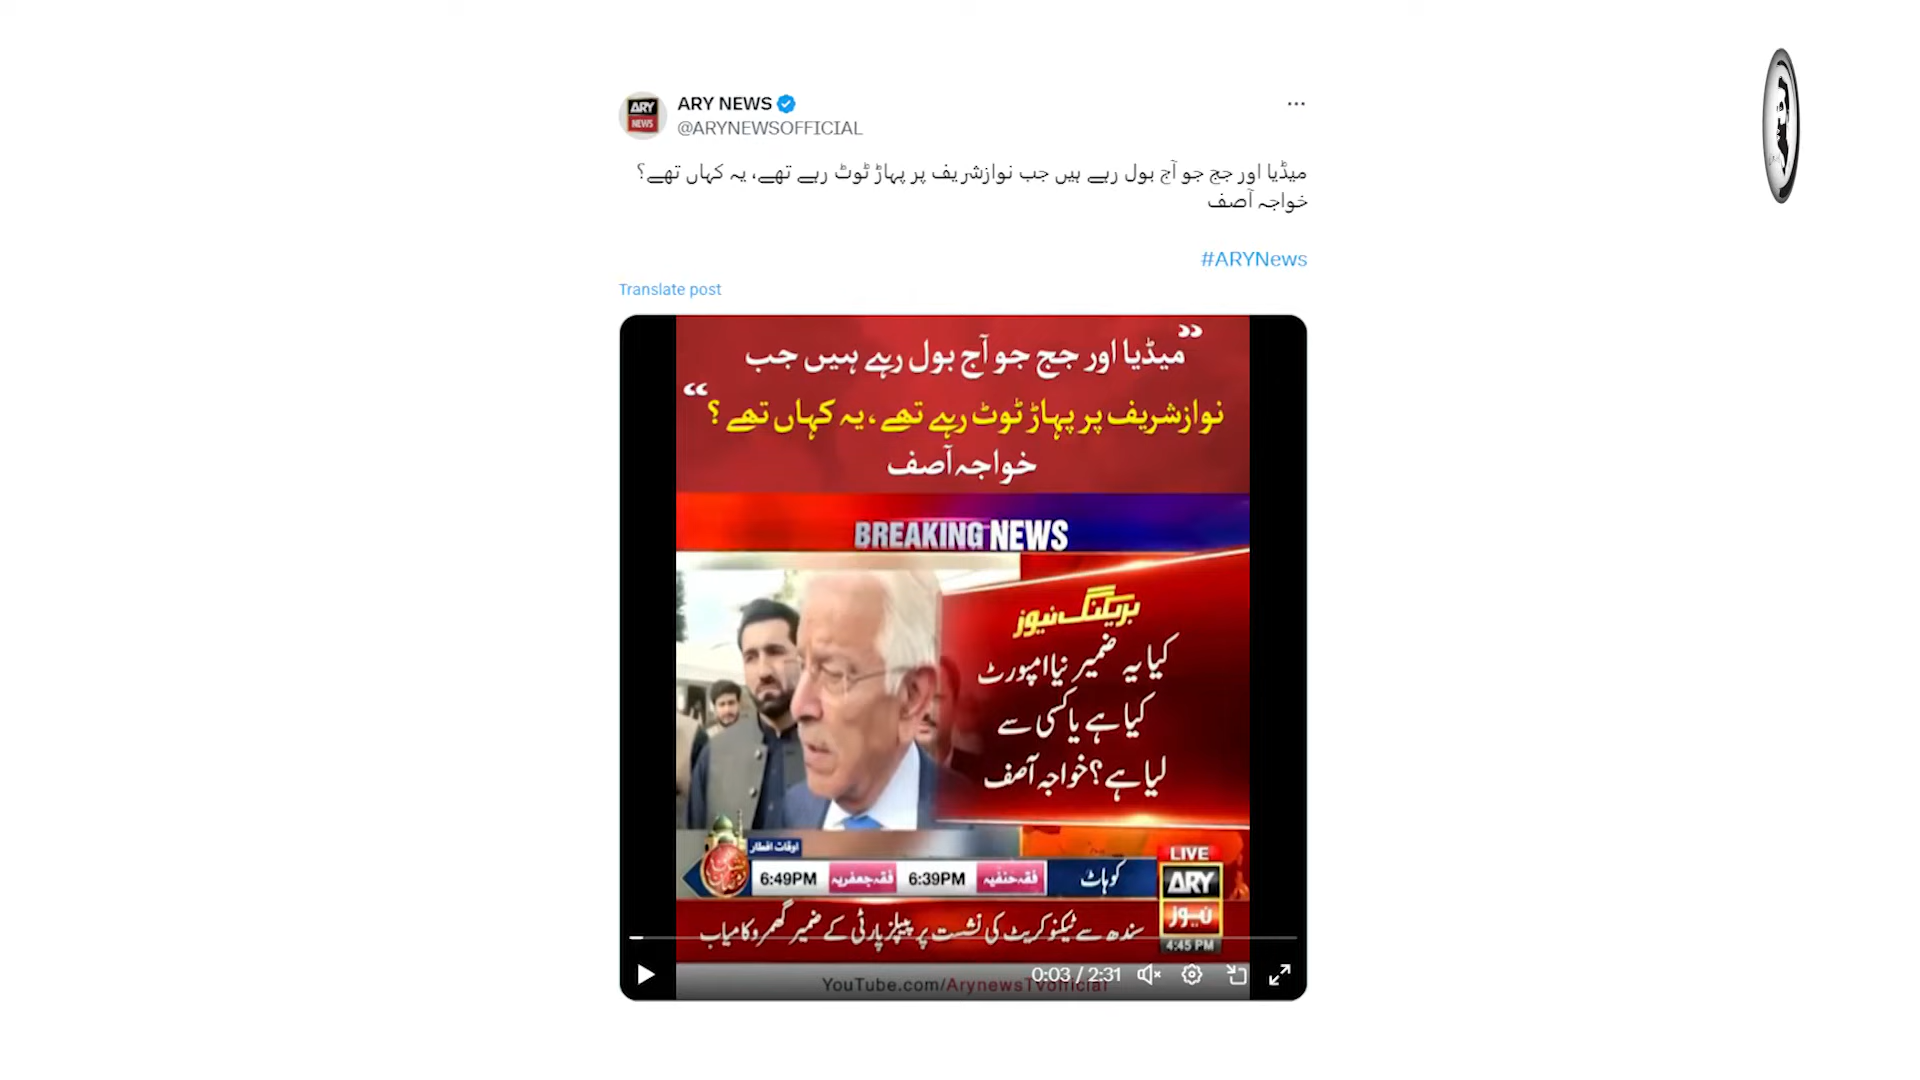 ARY NEWS
@ARYNEWSOFFICIAL
میڈیا اور جج جو آج بول رہے ہیں جب نوازشریف پر پہاڑ ٹوٹ رہے تھے، یہ کہاں تھے؟
خواجہ آصف
#ARYNews
Translate post
”میڈیا اور جج جو آج بول رہے ہیں جب
نوازشریف پر پہاڑ ٹوٹ رہے تھے، یہ کہاں تھے؟“
خواجہ آصف
BREAKING NEWS
بریکنگ نیوز
کیا یہ ضمیر نیا امپورٹ
کیا ہے یا کسی سے
لیا ہے؟ خواجہ آصف
اوقات افطار
کوہاٹ فقہ حنفیہ 6:39PM فقہ جعفریہ 6:49PM
LIVE
ARY
نیوز
4:45 PM
سندھ سے ٹیکنوکریٹ کی نشست پر پیپلز پارٹی کے ضمیر گھمرو کامیاب
0:03 / 2:31
YouTube.com/ArynewsTvofficial